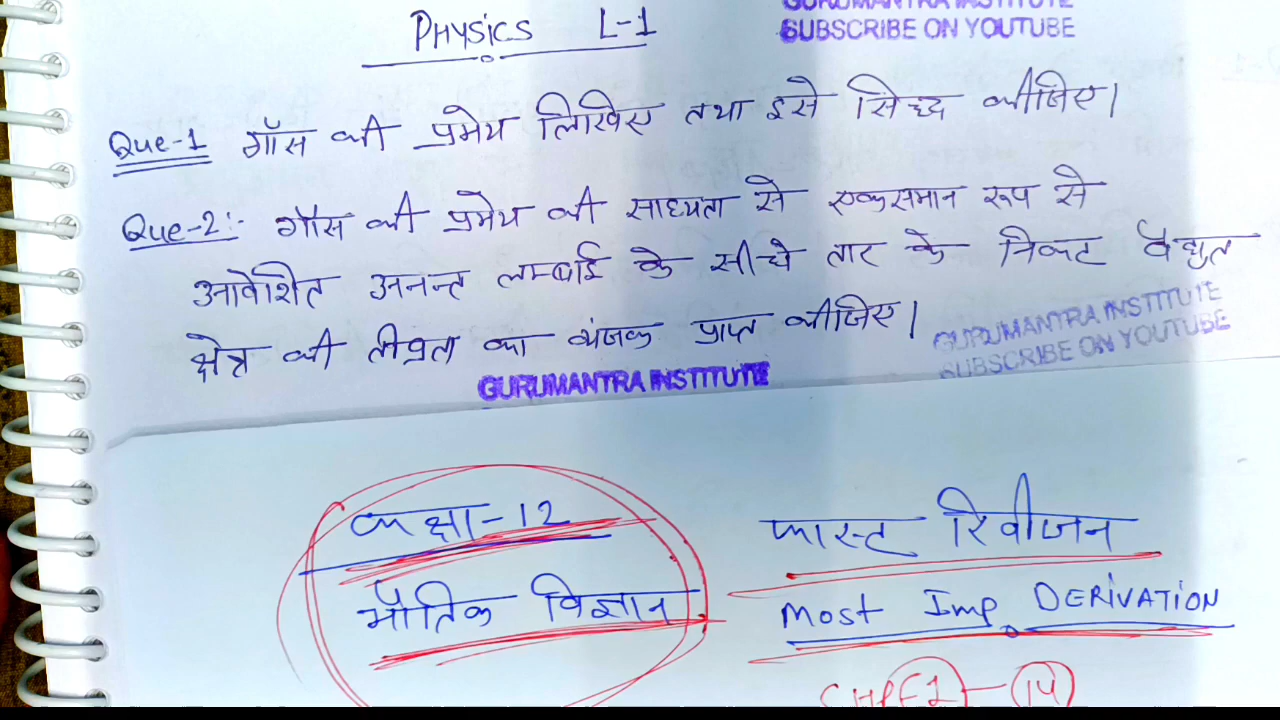 PHYSICS L-1
GURUMANTRA INSTITUTE
SUBSCRIBE ON YOUTUBE
Que-1 गॉस की प्रमेय लिखिए तथा इसे सिद्ध कीजिए।
Que-2:- गौस की प्रमेय की साध्यता से एकसमान रूप से
आवेशित अनन्त लम्बाई के सीधे तार के निकट वैद्युत
क्षेत्र की तीव्रता का व्यंजक प्राप्त कीजिए।
GURUMANTRA INSTITUTE
SUBSCRIBE ON YOUTUBE
GURUMANTRA INSTITUTE
कक्षा-12
भौतिक विज्ञान
फास्ट रिवीजन
Most Imp. DERIVATION